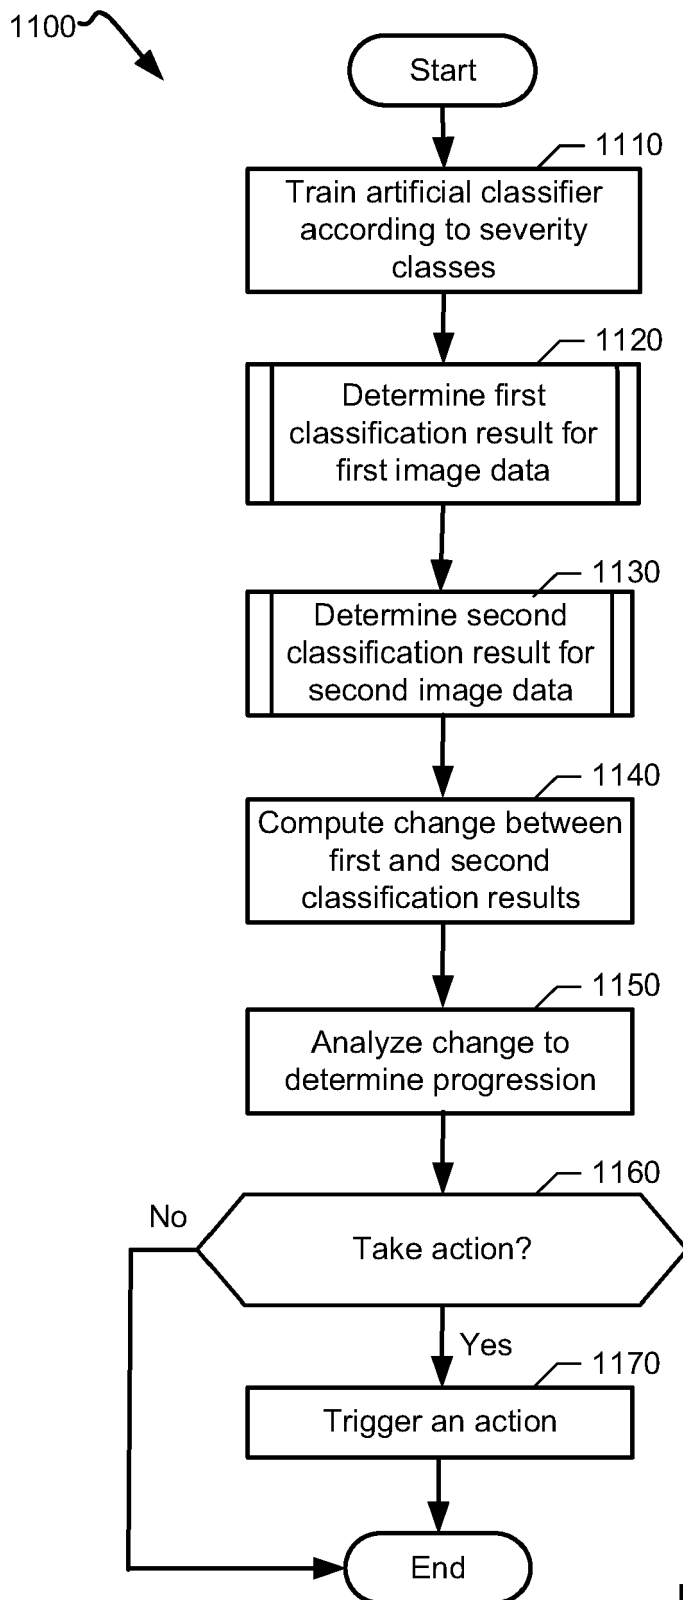 1100
Start
1110
Train artificial classifier
according to severity
classes
1120
Determine first
classification result for
first image data
1130
Determine second
classification result for
second image data
1140
Compute change between
first and second
classification results
1150
Analyze change to
determine progression
1160
No
Take action?
Yes
1170
Trigger an action
End